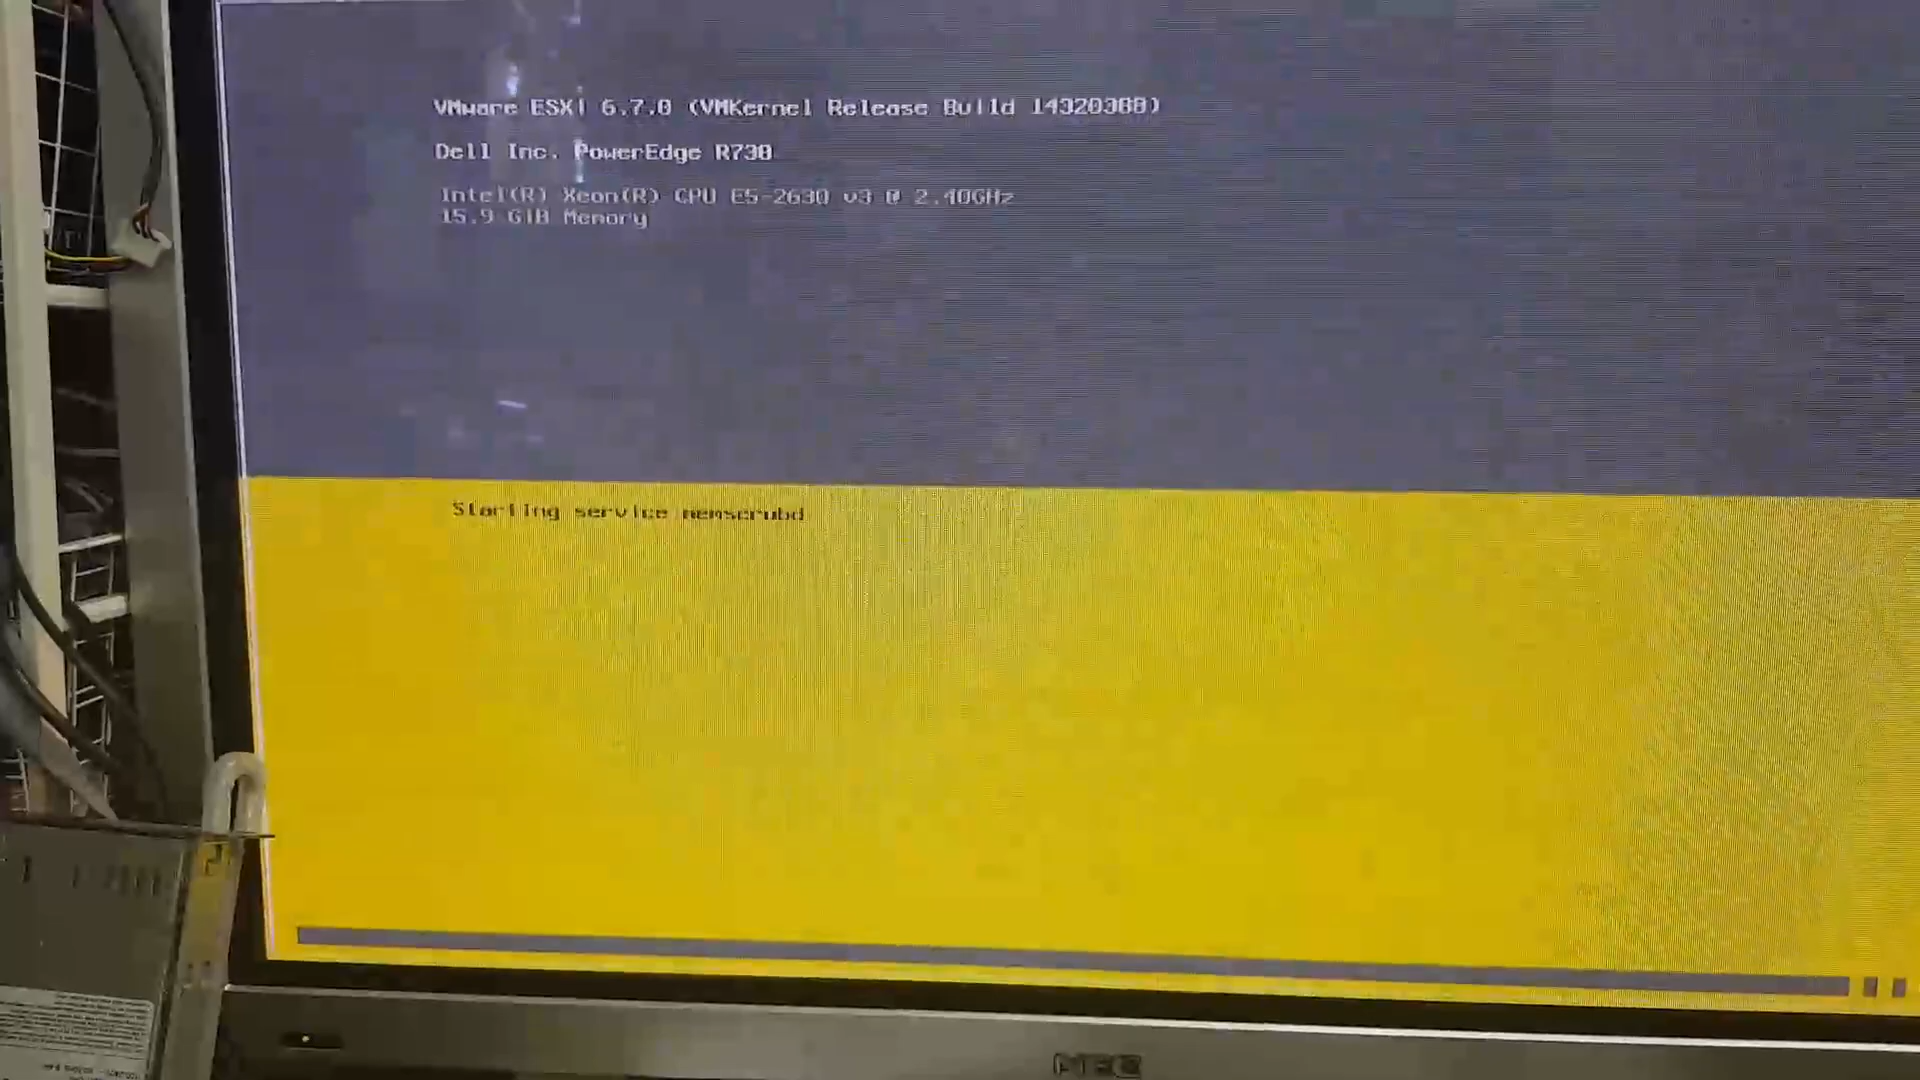 VMware ESXi 6.7.0 (VMKernel Release Build 14320388)
Dell Inc. PowerEdge R730
Intel(R) Xeon(R) CPU E5-2630 v3 @ 2.40GHz
15.9 GiB Memory
Starting service memscrubd
NEC